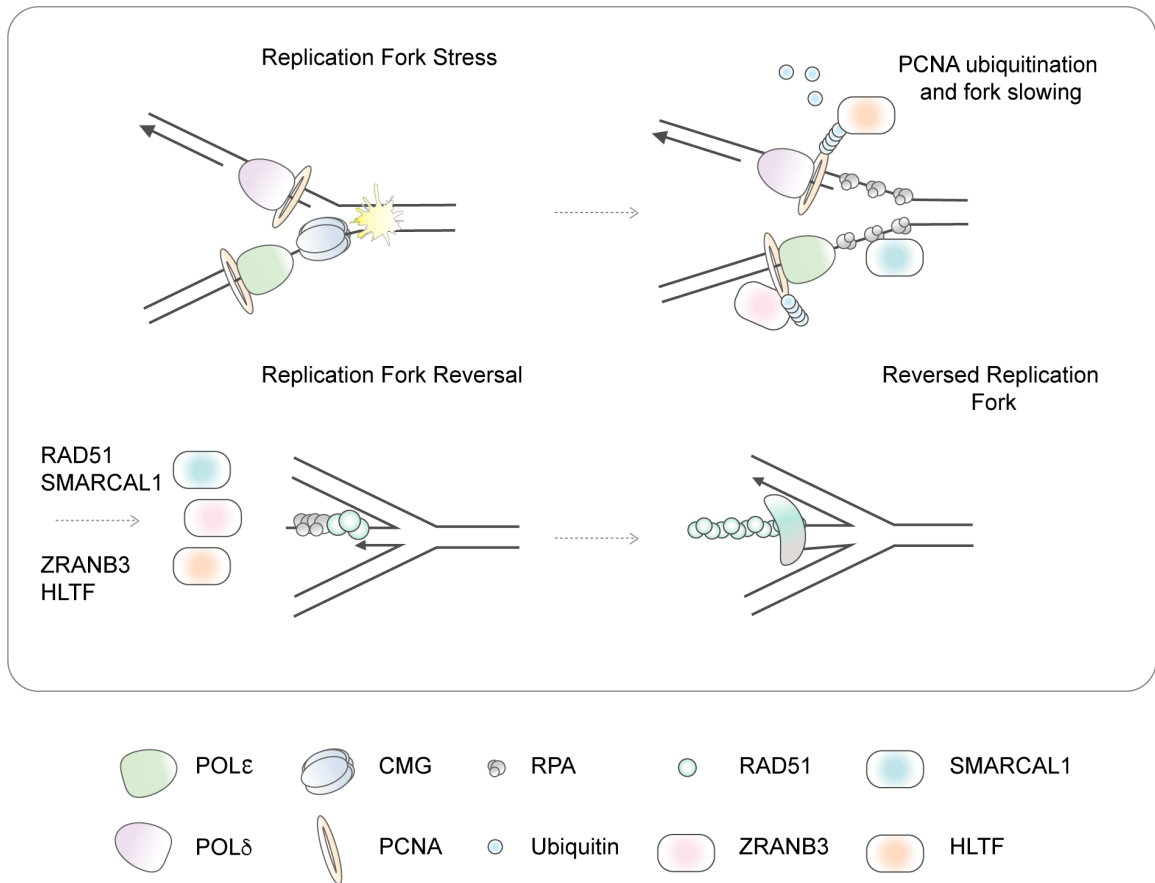 Replication Fork Stress
PCNA ubiquitination
and fork slowing
Replication Fork Reversal
Reversed Replication
Fork
RAD51
SMARCAL1
ZRANB3
HLTF
POLε
CMG
RPA
RAD51
SMARCAL1
POLδ
PCNA
Ubiquitin
ZRANB3
HLTF